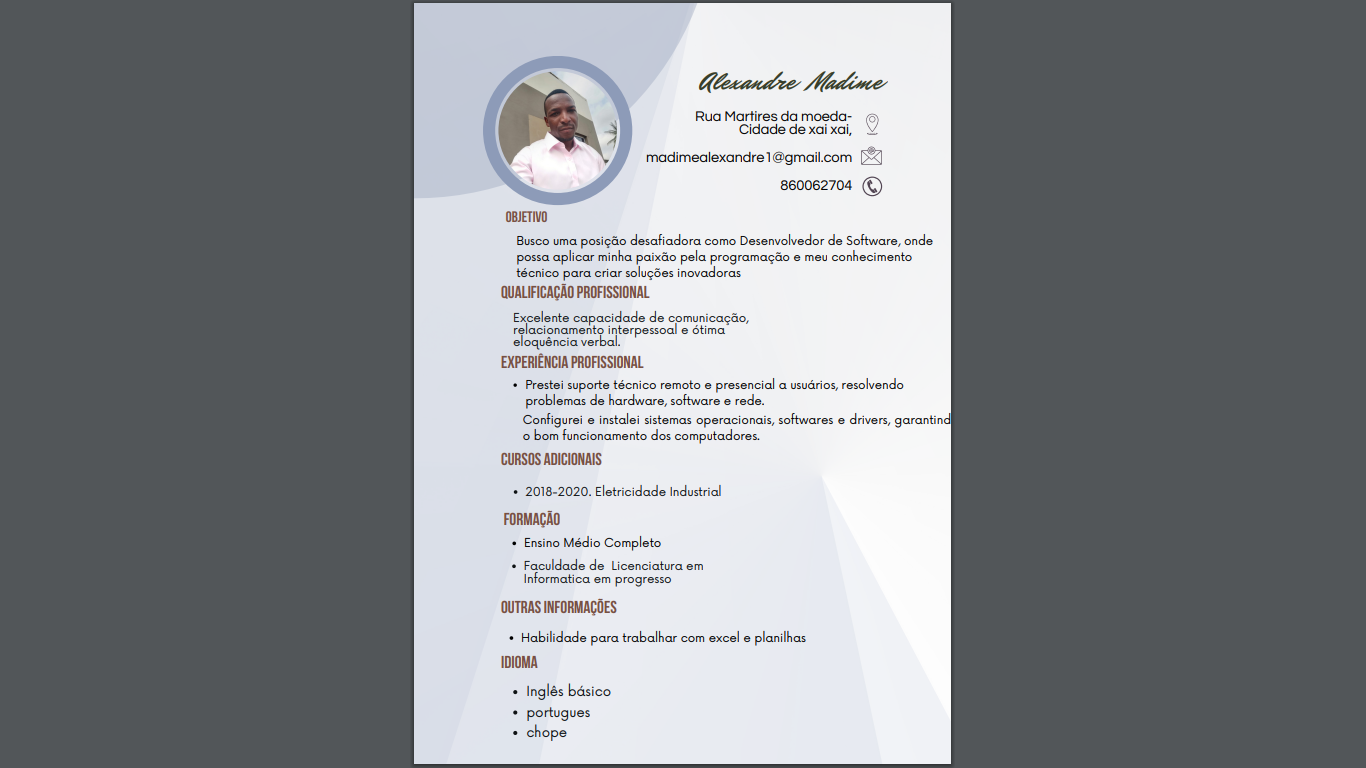 Alexandre Madime
Rua Martires da moeda-
Cidade de xai xai,
madimealexandre1@gmail.com
860062704
OBJETIVO
Busco uma posição desafiadora como Desenvolvedor de Software, onde
possa aplicar minha paixão pela programação e meu conhecimento
técnico para criar soluções inovadoras
QUALIFICAÇÃO PROFISSIONAL
Excelente capacidade de comunicação,
relacionamento interpessoal e ótima
eloquência verbal.
EXPERIÊNCIA PROFISSIONAL
• Prestei suporte técnico remoto e presencial a usuários, resolvendo
problemas de hardware, software e rede.
Configurei e instalei sistemas operacionais, softwares e drivers, garantind
o bom funcionamento dos computadores.
CURSOS ADICIONAIS
• 2018-2020. Eletricidade Industrial
FORMAÇÃO
• Ensino Médio Completo
• Faculdade de Licenciatura em
Informatica em progresso
OUTRAS INFORMAÇÕES
• Habilidade para trabalhar com excel e planilhas
IDIOMA
• Inglês básico
• portugues
• chope